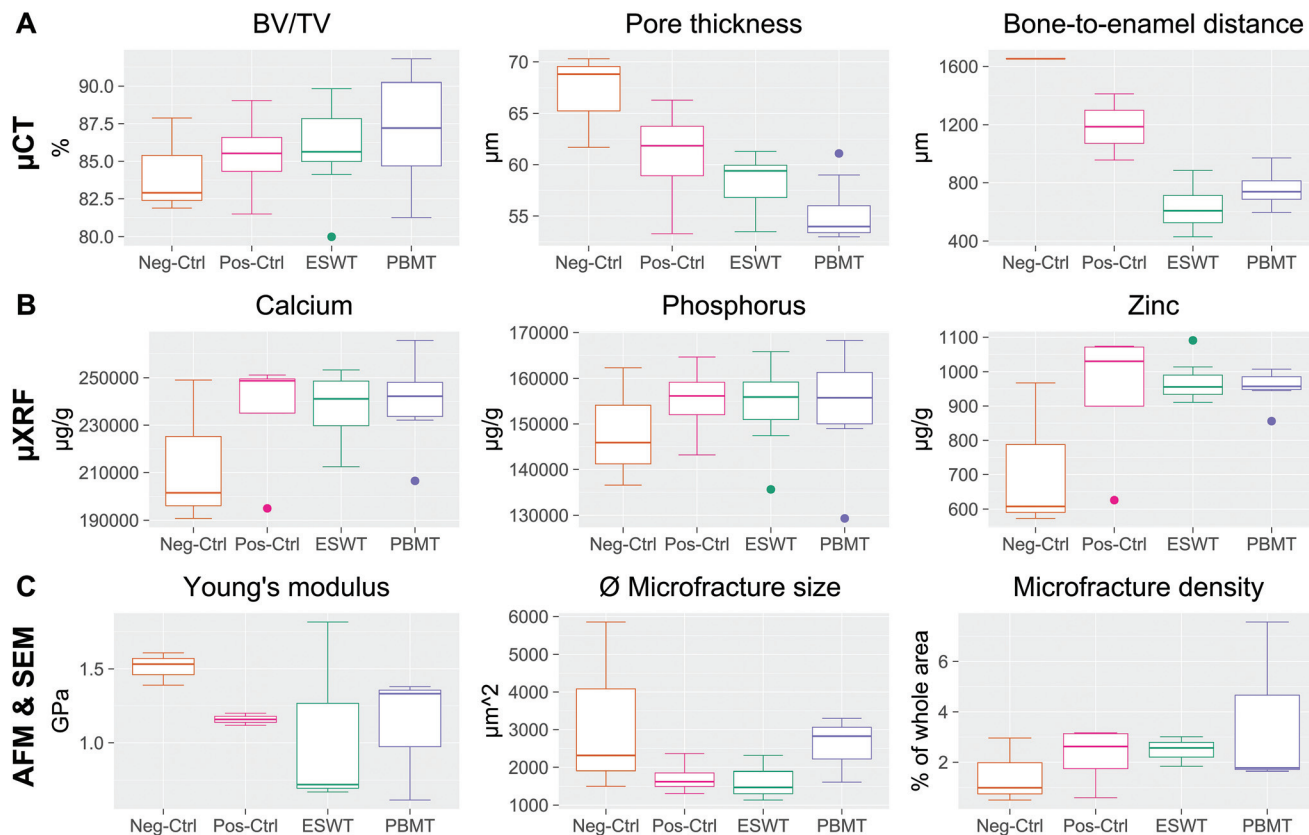 A
BV/TV
Pore thickness
Bone-to-enamel distance
µCT
%
90.0
87.5
85.0
82.5
80.0
Neg-Ctrl Pos-Ctrl ESWT PBMT
µm
70
65
60
55
Neg-Ctrl Pos-Ctrl ESWT PBMT
µm
1600
1200
800
400
Neg-Ctrl Pos-Ctrl ESWT PBMT
B
Calcium
Phosphorus
Zinc
µXRF
µg/g
250000
230000
210000
190000
Neg-Ctrl Pos-Ctrl ESWT PBMT
µg/g
170000
160000
150000
140000
130000
Neg-Ctrl Pos-Ctrl ESWT PBMT
µg/g
1100
1000
900
800
700
600
Neg-Ctrl Pos-Ctrl ESWT PBMT
C
Young's modulus
Ø Microfracture size
Microfracture density
AFM & SEM
GPa
1.5
1.0
Neg-Ctrl Pos-Ctrl ESWT PBMT
µm^2
6000
5000
4000
3000
2000
1000
Neg-Ctrl Pos-Ctrl ESWT PBMT
% of whole area
6
4
2
Neg-Ctrl Pos-Ctrl ESWT PBMT